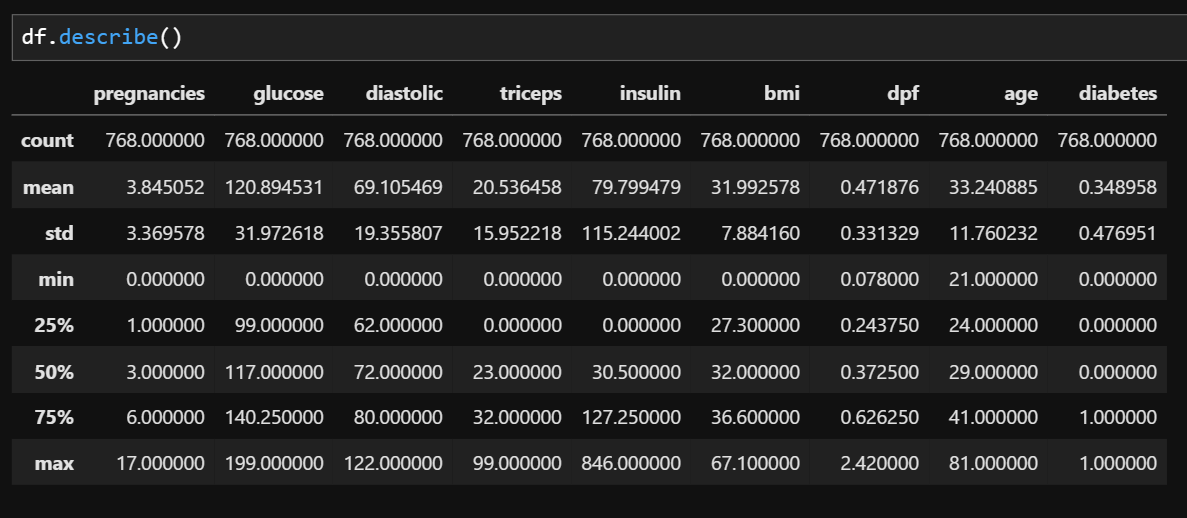 df.describe()
pregnancies glucose diastolic triceps insulin bmi dpf age diabetes
count 768.000000 768.000000 768.000000 768.000000 768.000000 768.000000 768.000000 768.000000 768.000000
mean 3.845052 120.894531 69.105469 20.536458 79.799479 31.992578 0.471876 33.240885 0.348958
std 3.369578 31.972618 19.355807 15.952218 115.244002 7.884160 0.331329 11.760232 0.476951
min 0.000000 0.000000 0.000000 0.000000 0.000000 0.000000 0.078000 21.000000 0.000000
25% 1.000000 99.000000 62.000000 0.000000 0.000000 27.300000 0.243750 24.000000 0.000000
50% 3.000000 117.000000 72.000000 23.000000 30.500000 32.000000 0.372500 29.000000 0.000000
75% 6.000000 140.250000 80.000000 32.000000 127.250000 36.600000 0.626250 41.000000 1.000000
max 17.000000 199.000000 122.000000 99.000000 846.000000 67.100000 2.420000 81.000000 1.000000